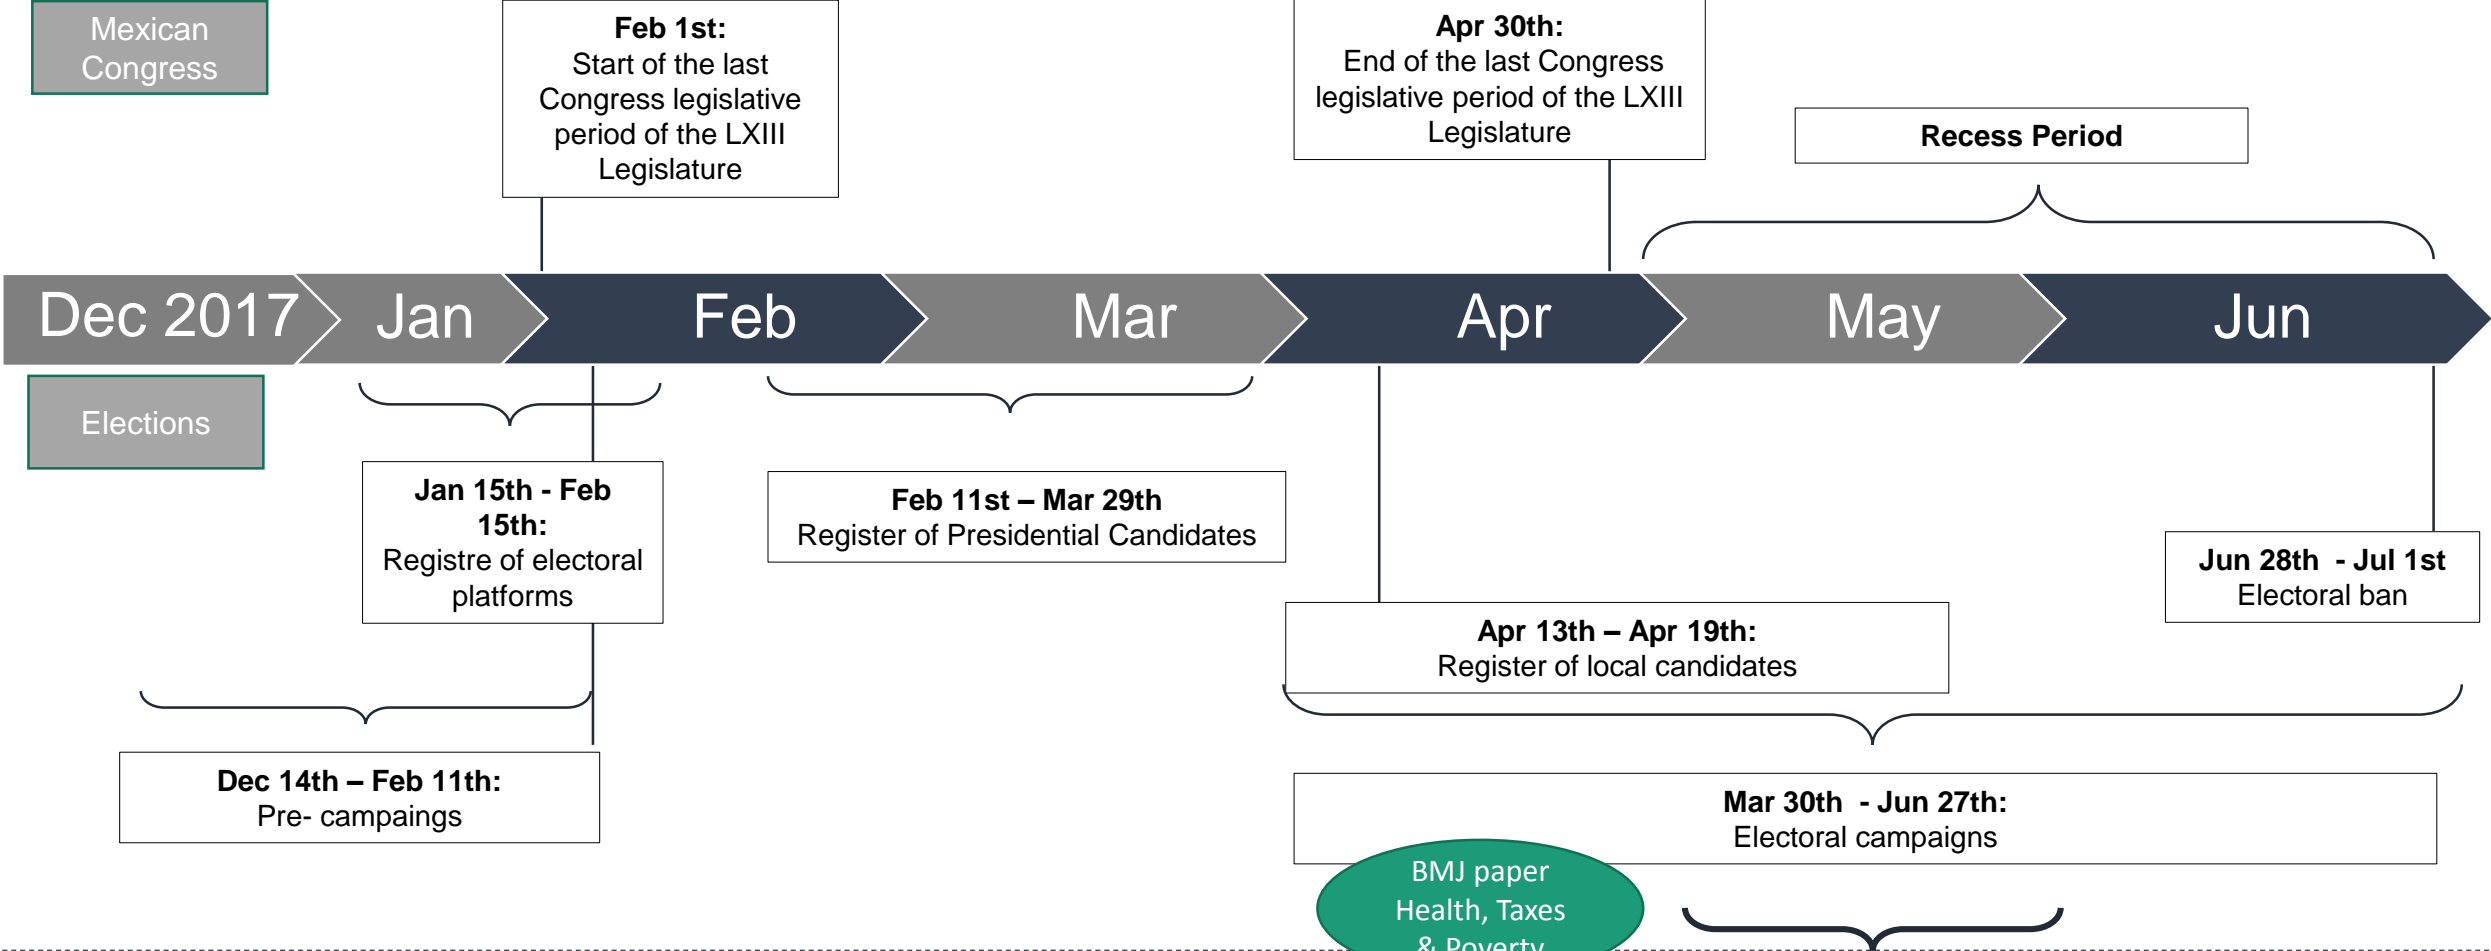 Mexican
Congress
Feb 1st:
Start of the last
Congress legislative
period of the LXIII
Legislature
Apr 30th:
End of the last Congress
legislative period of the LXIII
Legislature
Recess Period
Dec 2017
Jan
Feb
Mar
Apr
May
Jun
Elections
Jan 15th - Feb
15th:
Registre of electoral
platforms
Feb 11st – Mar 29th
Register of Presidential Candidates
Jun 28th - Jul 1st
Electoral ban
Apr 13th – Apr 19th:
Register of local candidates
Dec 14th – Feb 11th:
Pre- campaings
Mar 30th - Jun 27th:
Electoral campaigns
BMJ paper
Health, Taxes
& Poverty